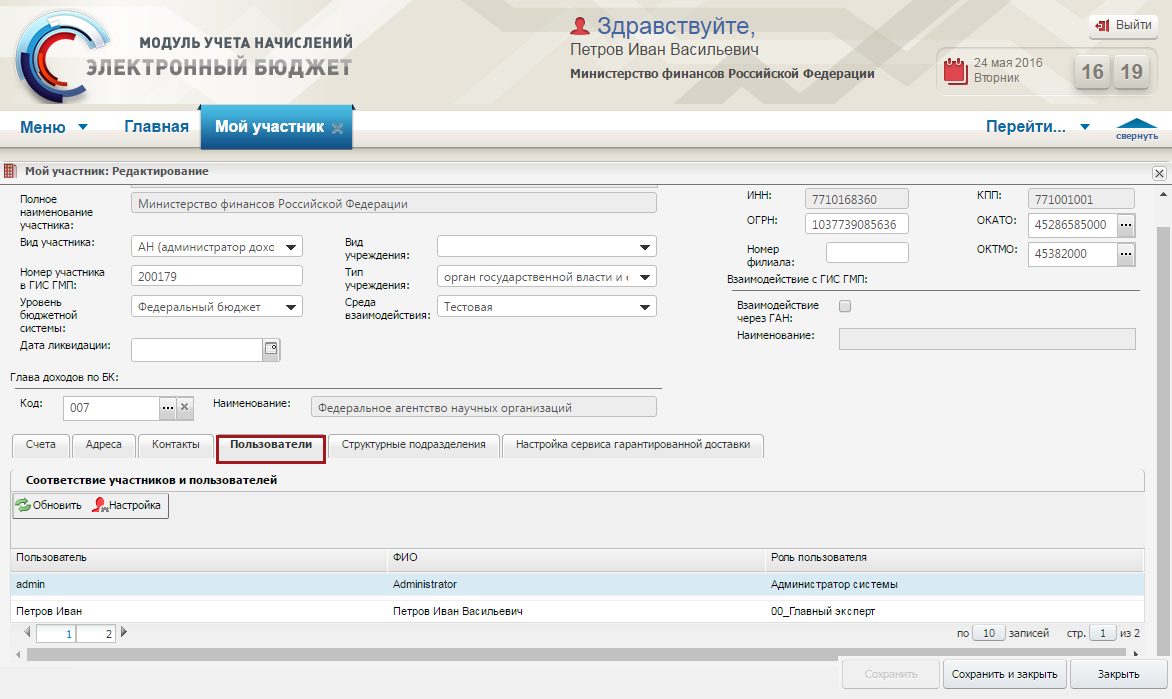 МОДУЛЬ УЧЕТА НАЧИСЛЕНИЙ
ЭЛЕКТРОННЫЙ БЮДЖЕТ
Здравствуйте,
Петров Иван Васильевич
Министерство финансов Российской Федерации
Выйти
24 мая 2016
Вторник
16 19
Меню Главная Мой участник Перейти... свернуть
Мой участник: Редактирование
Полное
наименование
участника:
Министерство финансов Российской Федерации
ИНН: 7710168360 КПП: 771001001
ОГРН: 1037739085636 ОКАТО: 45286585000 ...
Вид участника: АН (администратор дохо
Вид
учреждения:
Номер
филиала:
ОКТМО: 45382000 ...
Номер участника
в ГИС ГМП:
200179
Тип
учреждения:
орган государственной власти и
Взаимодействие с ГИС ГМП:
Уровень
бюджетной
системы:
Федеральный бюджет
Среда
взаимодействия:
Тестовая
Взаимодействие
через ГАН:
Наименование:
Дата ликвидации:
Глава доходов по БК:
Код: 007 ... Наименование: Федеральное агентство научных организаций
Счета Адреса Контакты Пользователи Структурные подразделения Настройка сервиса гарантированной доставки
Соответствие участников и пользователей
Обновить Настройка
Пользователь ФИО Роль пользователя
admin Administrator Администратор системы
Петров Иван Петров Иван Васильевич 00_Главный эксперт
1 2 по 10 записей стр. 1 из 2
Сохранить Сохранить и закрыть Закрыть